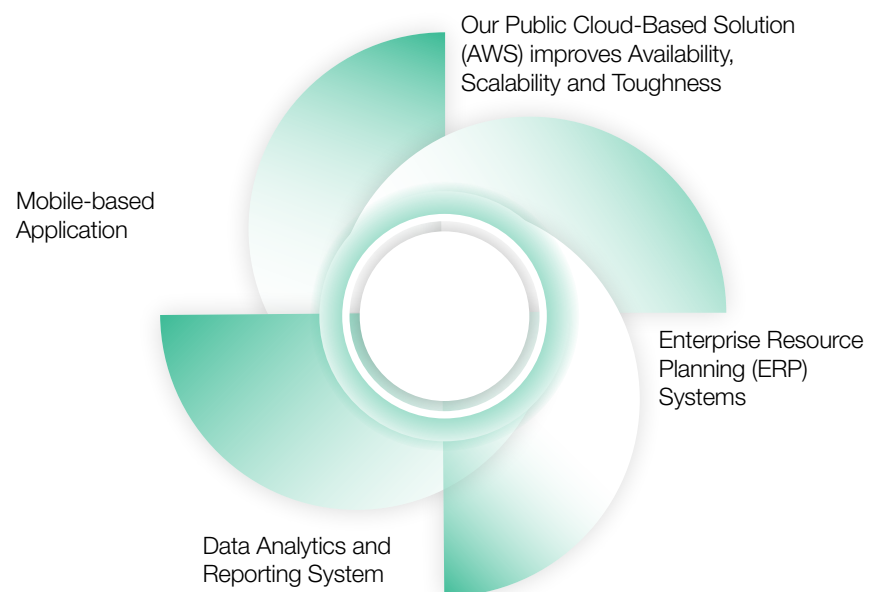 Our Public Cloud-Based Solution
(AWS) improves Availability,
Scalability and Toughness
Mobile-based
Application
Enterprise Resource
Planning (ERP)
Systems
Data Analytics and
Reporting System